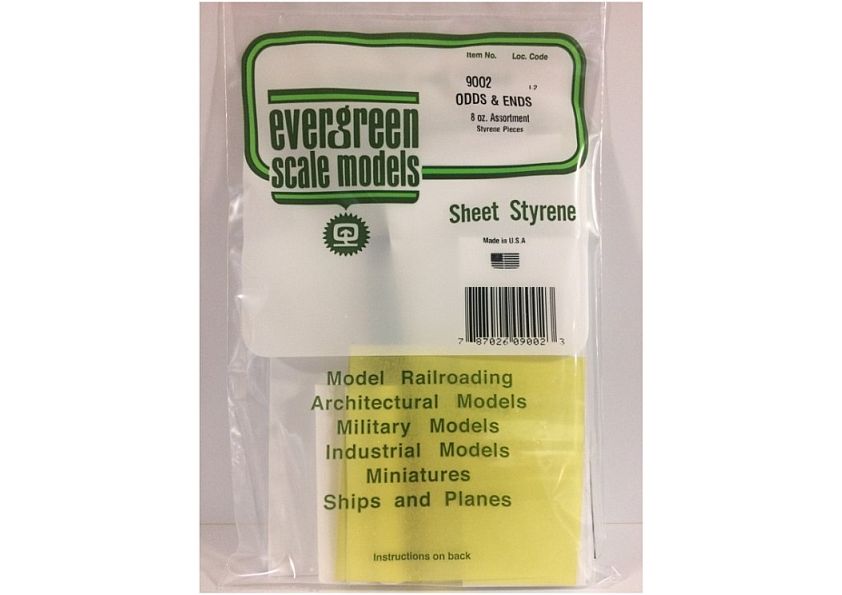 Item No. Loc. Code
9002
ODDS & ENDS
8 oz. Assortment
Styrene Pieces
evergreen
scale models
Sheet Styrene
Made in U.S.A
7 87026 09002 3
Model Railroading
Architectural Models
Military Models
Industrial Models
Miniatures
Ships and Planes
Instructions on back